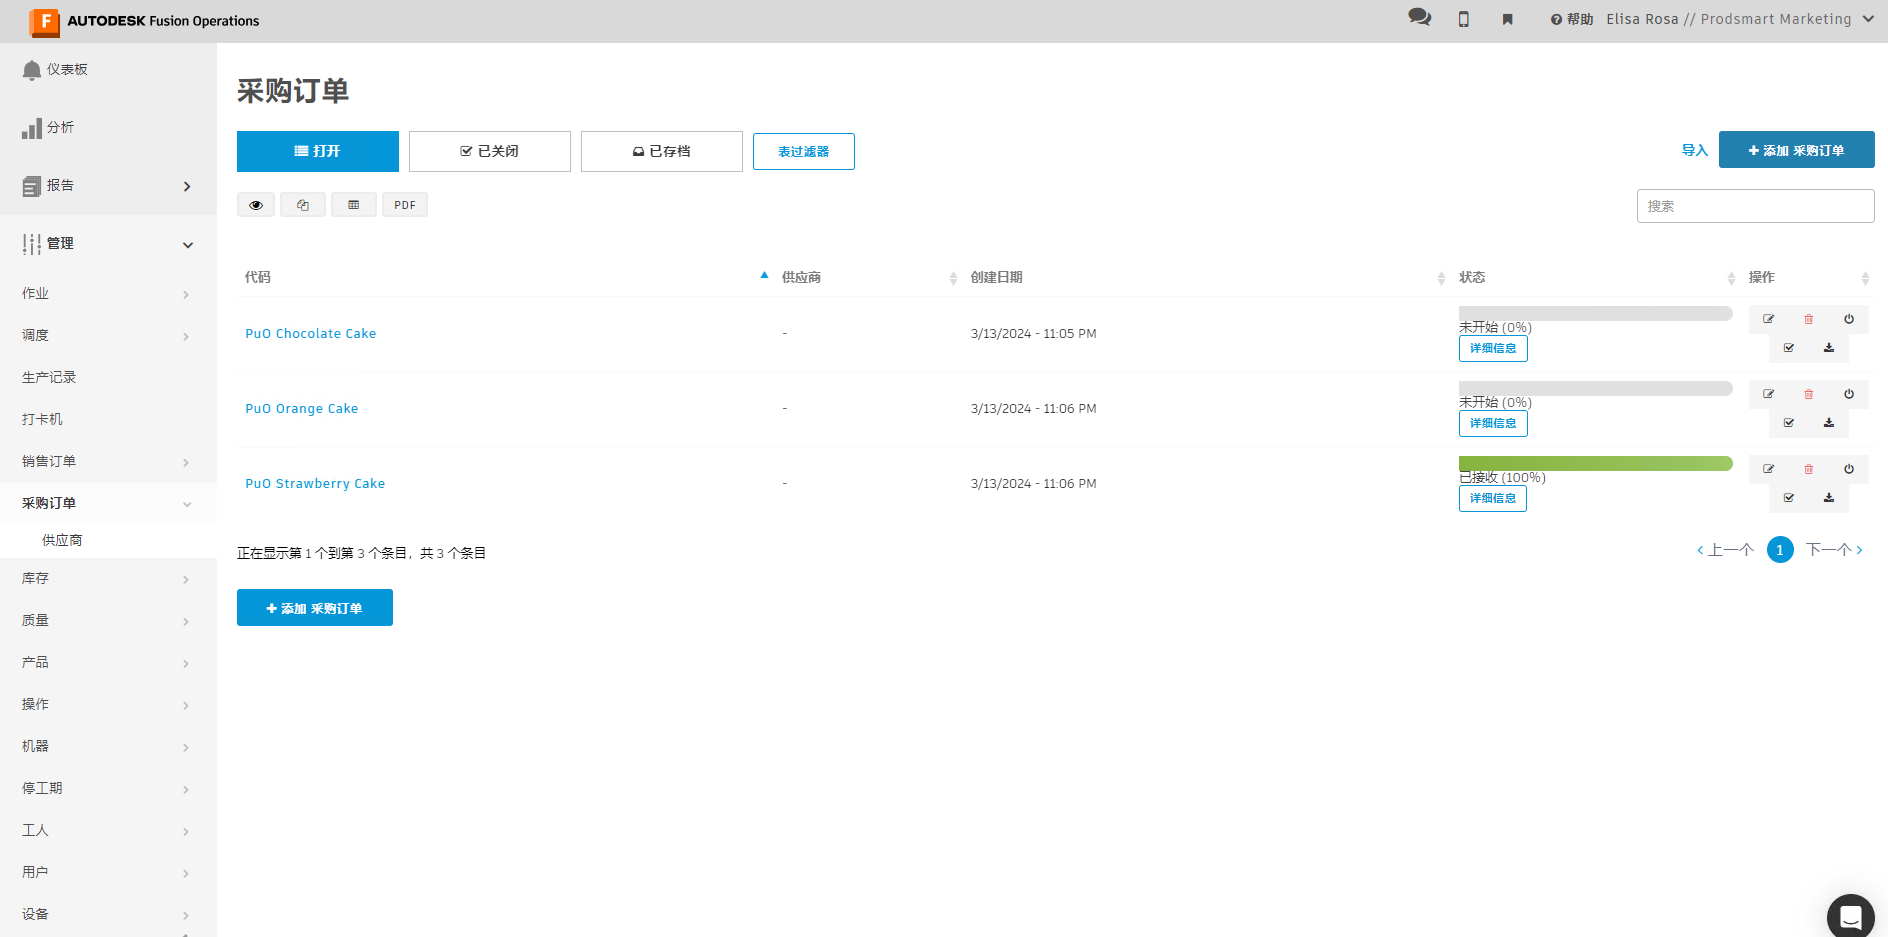 F AUTODESK Fusion Operations
帮助 Elisa Rosa // Prodsmart Marketing
仪表板
分析
报告
管理
作业
调度
生产记录
打卡机
销售订单
采购订单
供应商
库存
质量
产品
操作
机器
停工期
工人
用户
设备
采购订单
打开 已关闭 已存档 表过滤器
导入 添加 采购订单
PDF
搜索
代码 供应商 创建日期 状态 操作
PuO Chocolate Cake - 3/13/2024 - 11:05 PM 未开始 (0%)
详细信息
PuO Orange Cake - 3/13/2024 - 11:06 PM 未开始 (0%)
详细信息
PuO Strawberry Cake - 3/13/2024 - 11:06 PM 已接收 (100%)
详细信息
正在显示第 1 个到第 3 个条目，共 3 个条目
上一个 1 下一个
添加 采购订单